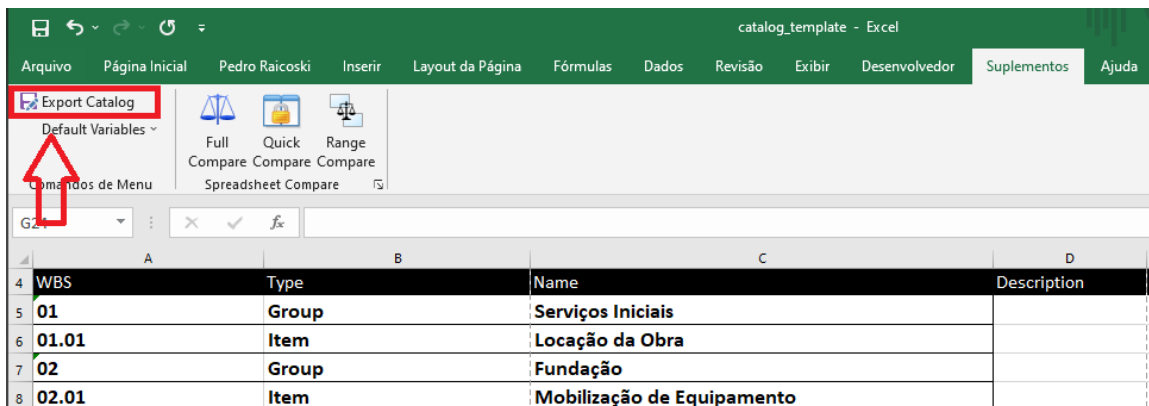 catalog_template - Excel
Arquivo Página Inicial Pedro Raicoski Inserir Layout da Página Fórmulas Dados Revisão Exibir Desenvolvedor Suplementos Ajuda
Export Catalog
Default Variables
Full Compare Quick Compare Range Compare
Comandos de Menu Spreadsheet Compare
G24 fx
A B C D
4 WBS Type Name Description
5 01 Group Serviços Iniciais
6 01.01 Item Locação da Obra
7 02 Group Fundação
8 02.01 Item Mobilização de Equipamento